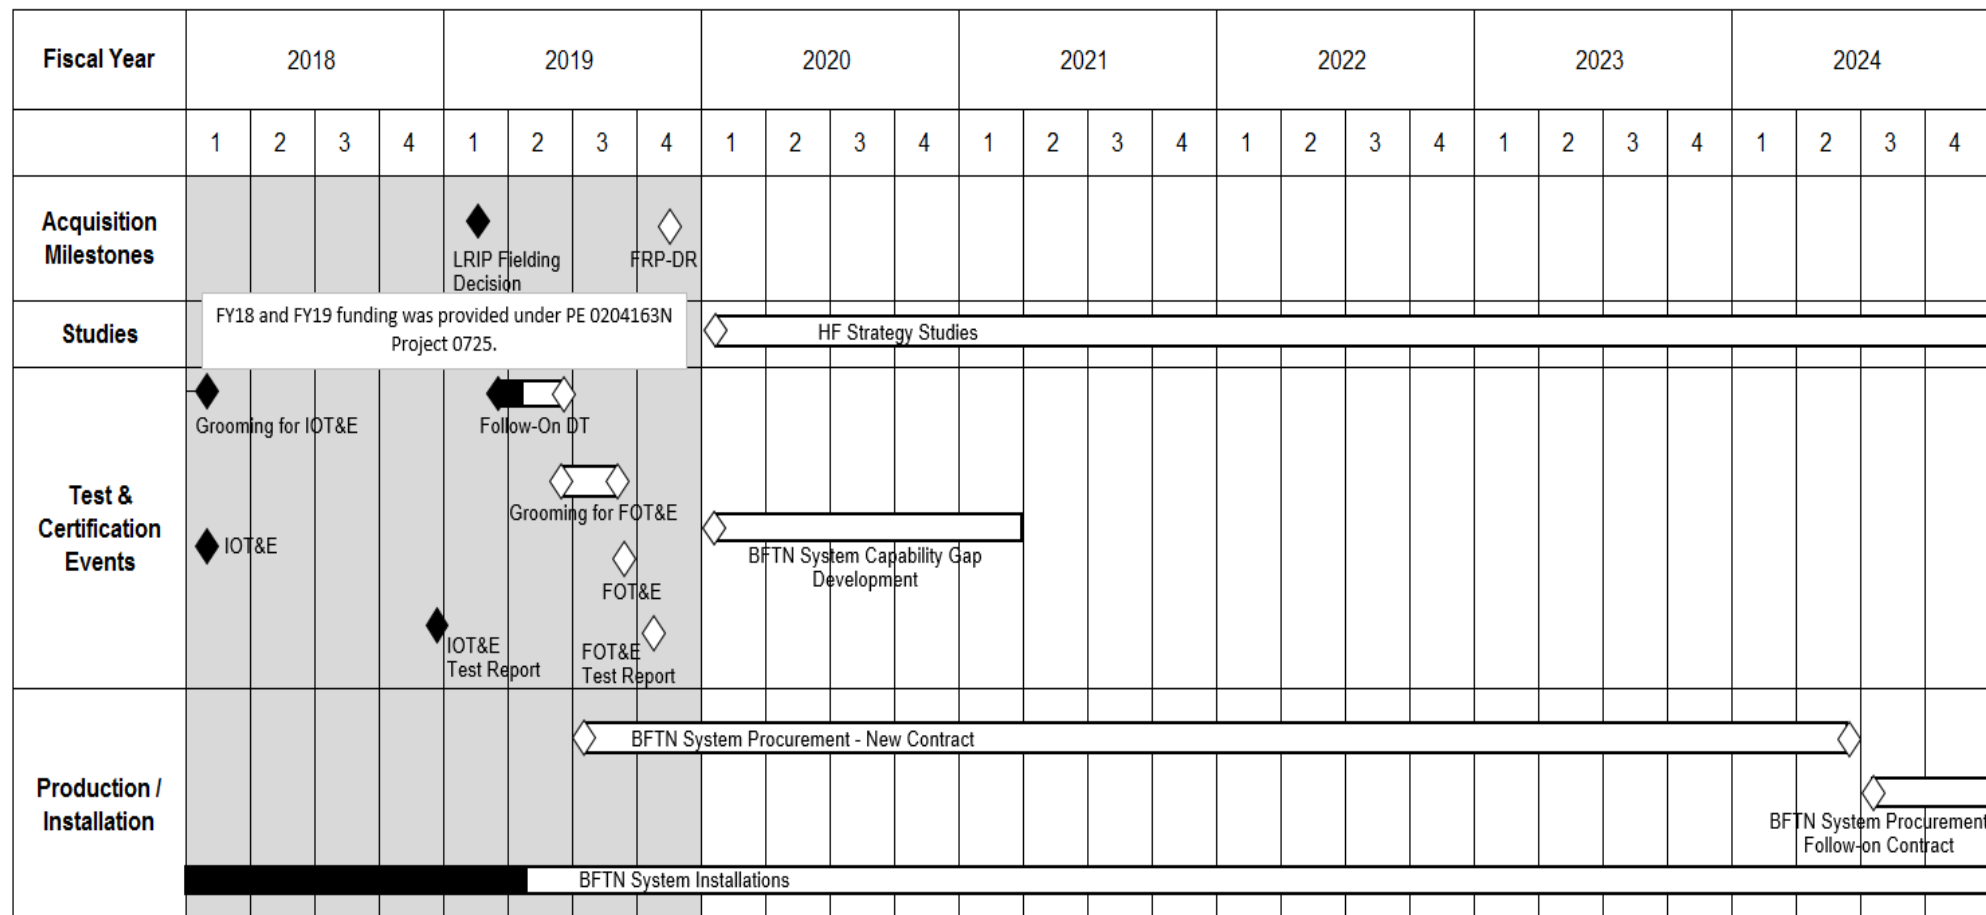 Fiscal Year 2018 2019 2020 2021 2022 2023 2024
1 2 3 4 1 2 3 4 1 2 3 4 1 2 3 4 1 2 3 4 1 2 3 4 1 2 3 4
Acquisition
Milestones
LRIP Fielding
Decision
FRP-DR
FY18 and FY19 funding was provided under PE 0204163N
Project 0725.
Studies
HF Strategy Studies
Test &
Certification
Events
Grooming for IOT&E
Follow-On DT
Grooming for FOT&E
IOT&E
BFTN System Capability Gap
Development
FOT&E
IOT&E
Test Report
FOT&E
Test Report
Production /
Installation
BFTN System Procurement - New Contract
BFTN System Procurement
Follow-on Contract
BFTN System Installations